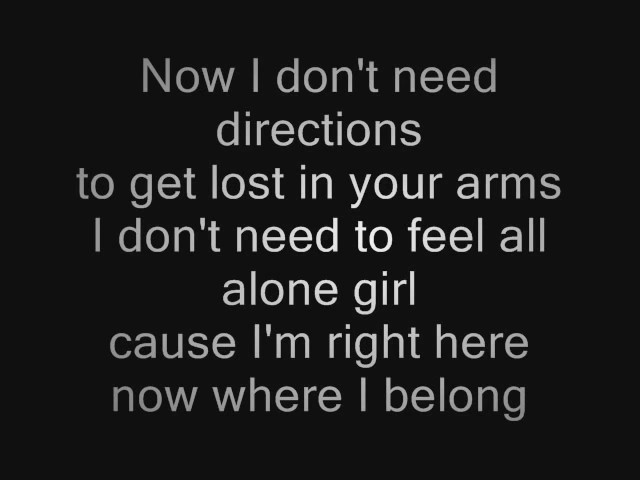 Now I don't need
directions
to get lost in your arms
I don't need to feel all
alone girl
cause I'm right here
now where I belong